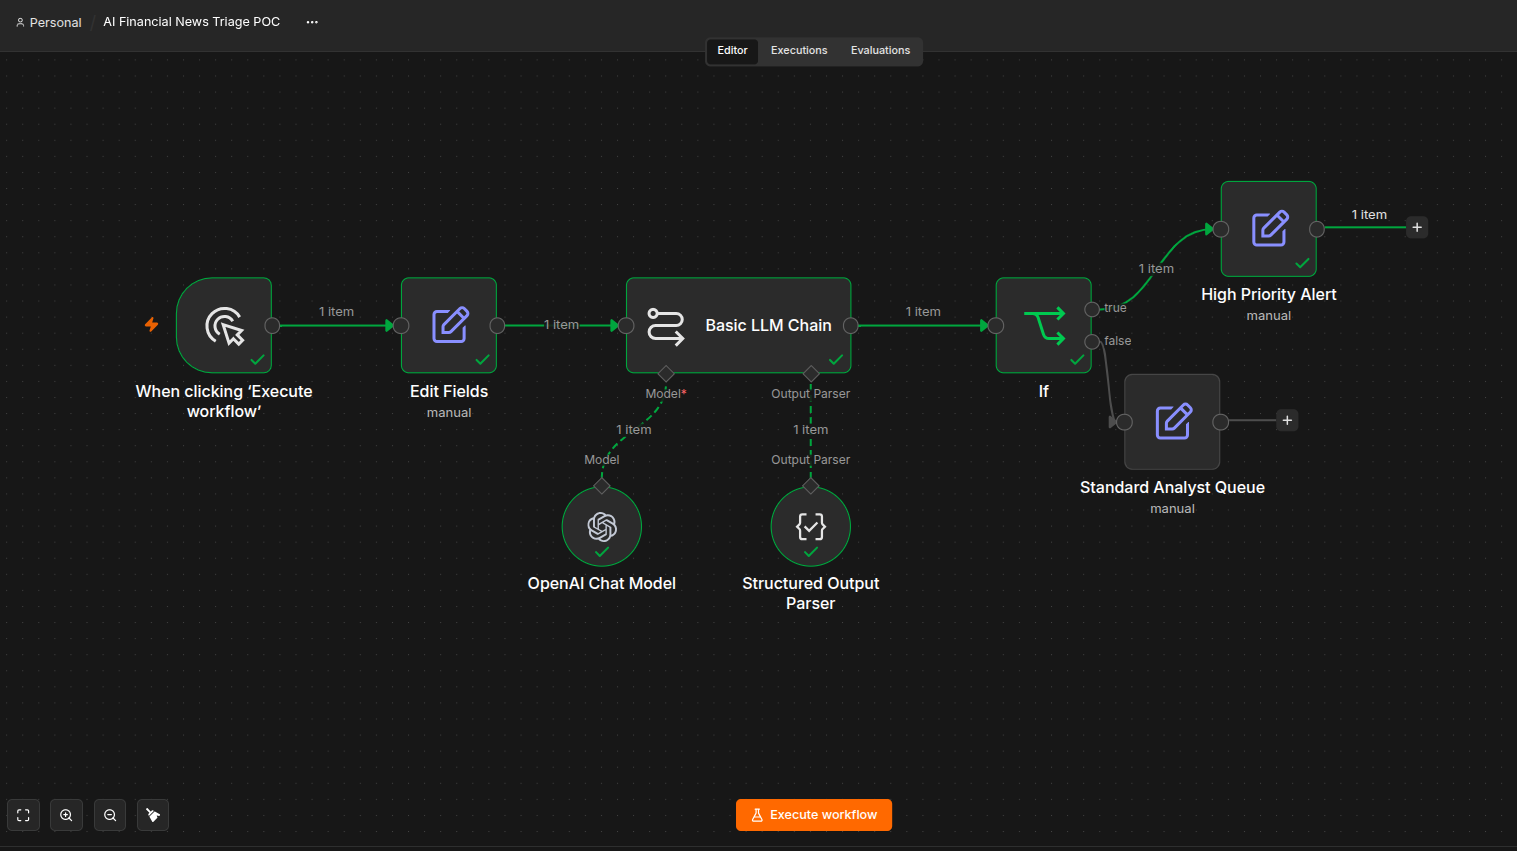 Personal / AI Financial News Triage POC ...
Editor Executions Evaluations
1 item
High Priority Alert
manual
1 item
true
false
1 item
1 item
Basic LLM Chain
1 item
When clicking ‘Execute
workflow’
Edit Fields
manual
Model*
Output Parser
If
1 item
1 item
Model
Output Parser
Standard Analyst Queue
manual
OpenAI Chat Model
Structured Output
Parser
Execute workflow